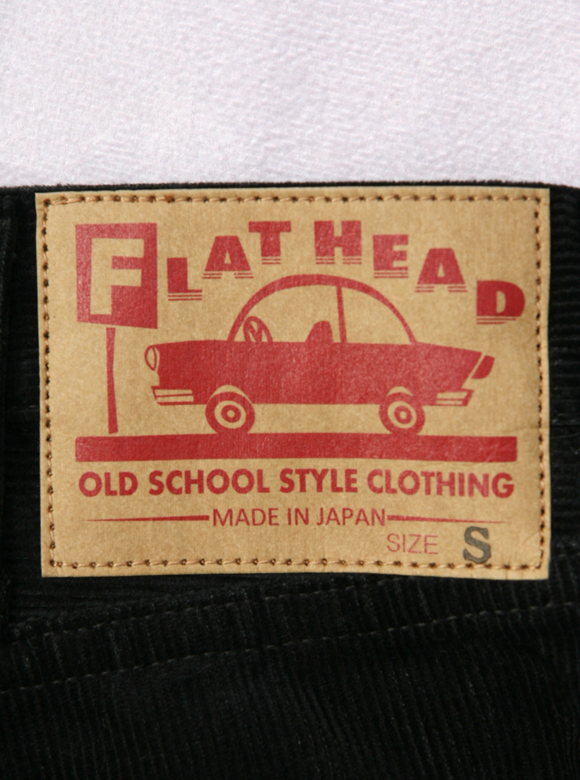 FLAT HEAD
OLD SCHOOL STYLE CLOTHING
MADE IN JAPAN
SIZE S